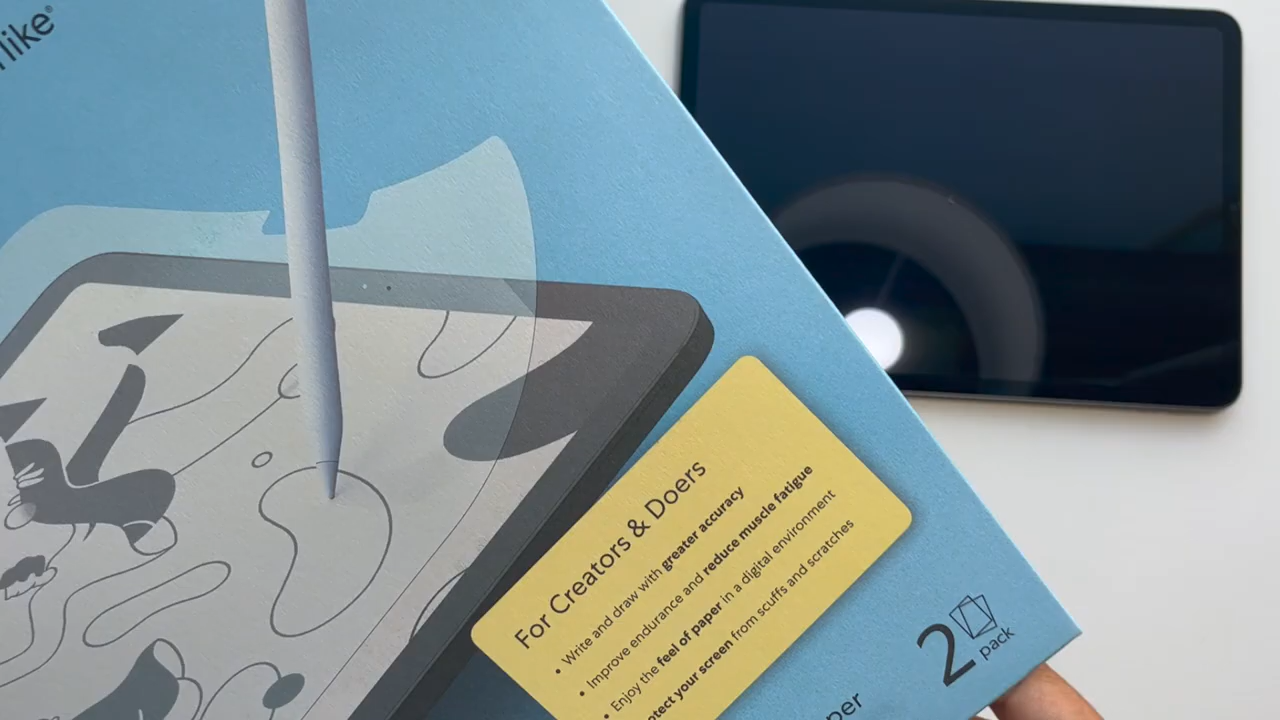 like®
For Creators & Doers
• Write and draw with greater accuracy
• Improve endurance and reduce muscle fatigue
• Enjoy the feel of paper in a digital environment
your screen from scuffs and scratches
2 pack